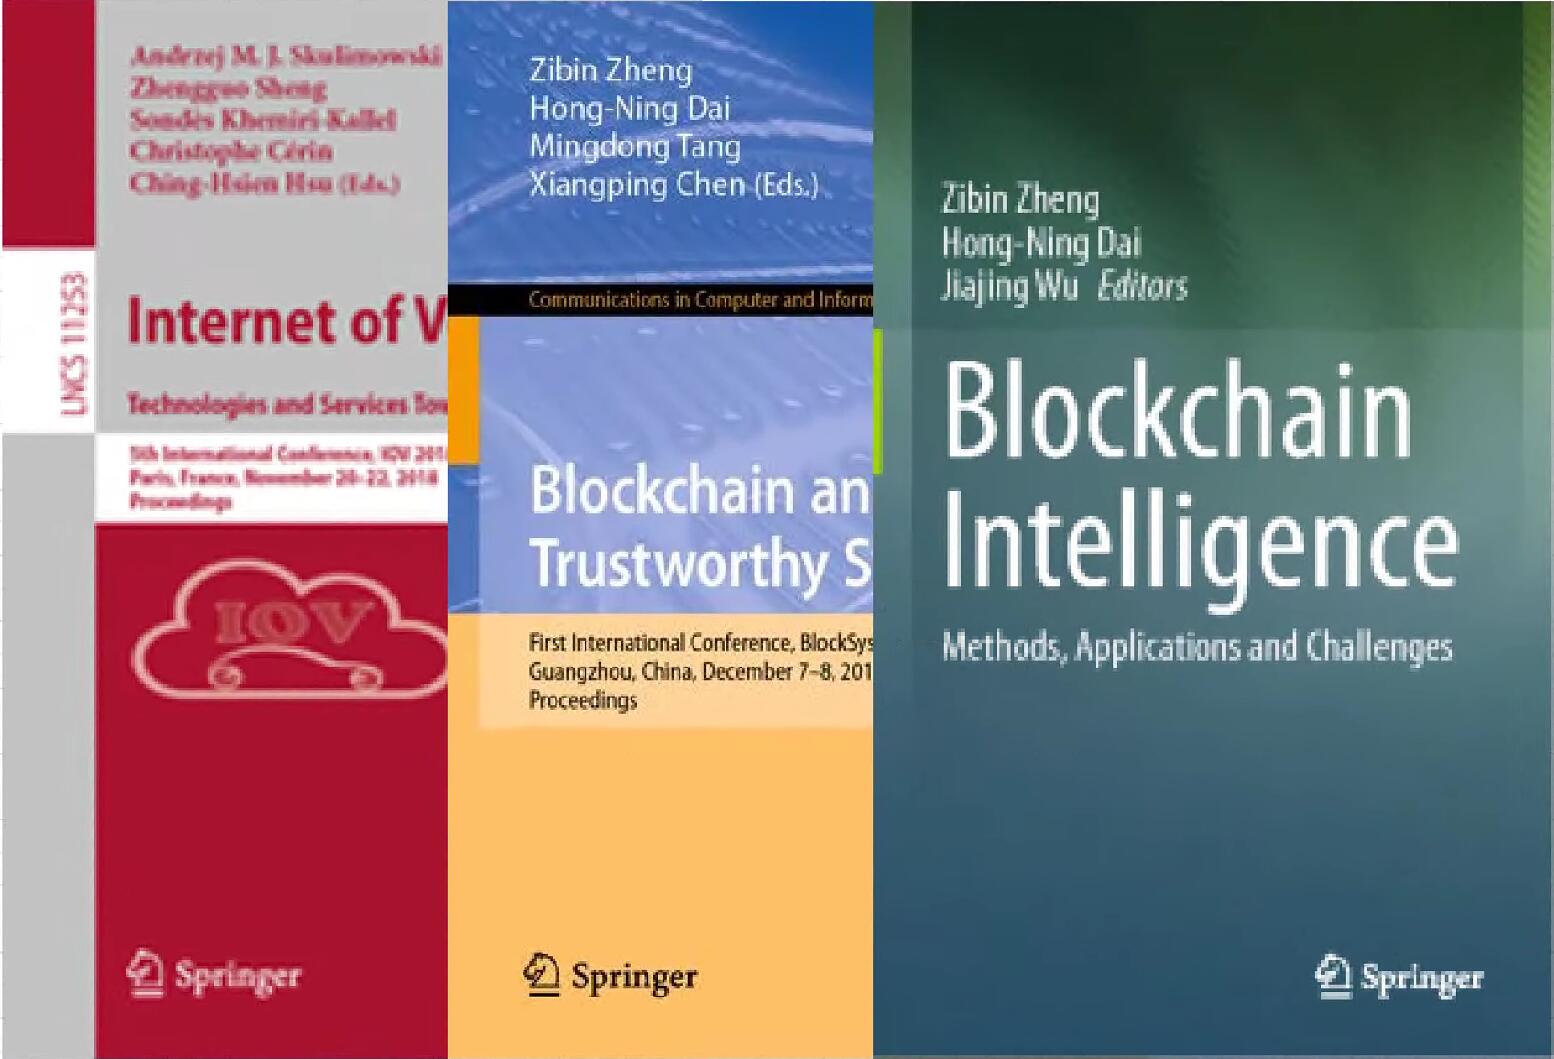 Andrzej M. J. Skulimowski
Zhengguo Sheng
Sondès Khemiri-Kallel
Christophe Cérin
Ching-Hsien Hsu (Eds.)
LNCS 11253
Internet of V
Technologies and Services Tow
5th International Conference, IOV 201
Paris, France, November 20–22, 2018
Proceedings
IOV
Springer
Zibin Zheng
Hong-Ning Dai
Mingdong Tang
Xiangping Chen (Eds.)
Communications in Computer and Inform
Blockchain an
Trustworthy S
First International Conference, BlockSys
Guangzhou, China, December 7–8, 201
Proceedings
Springer
Zibin Zheng
Hong-Ning Dai
Jiajing Wu Editors
Blockchain
Intelligence
Methods, Applications and Challenges
Springer